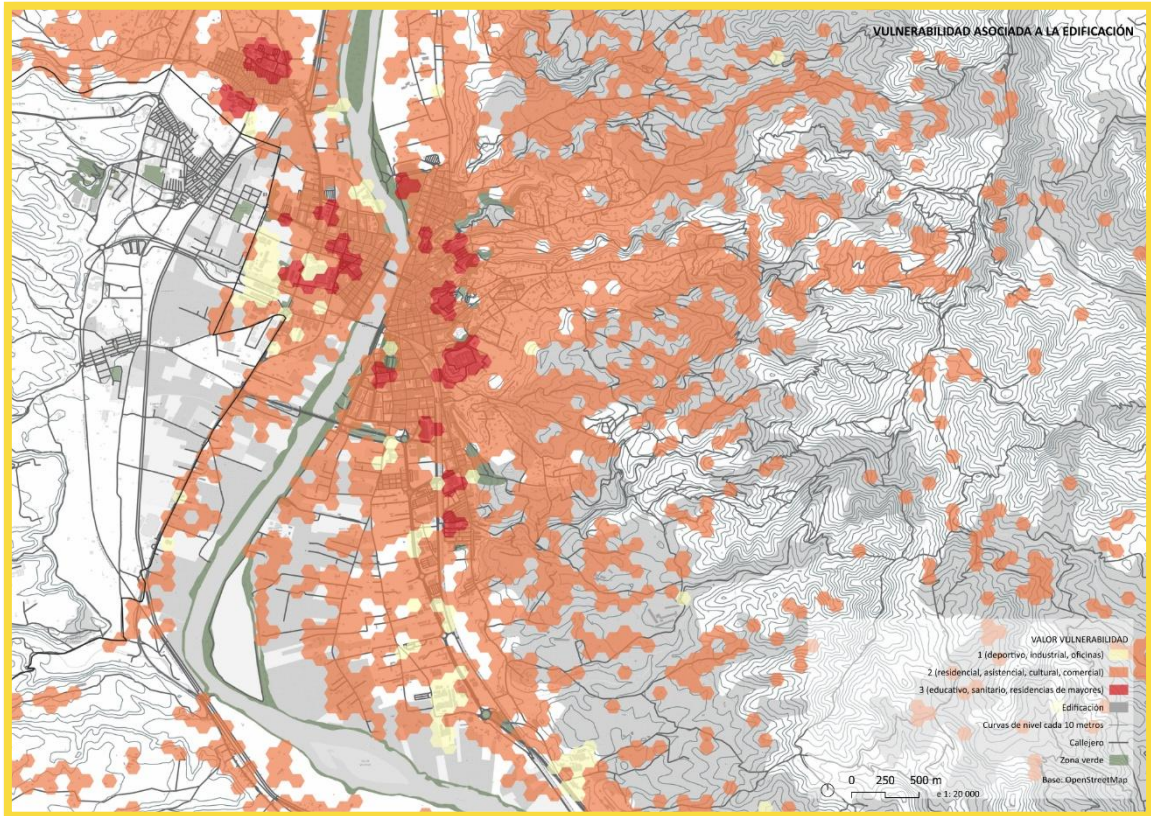 VULNERABILIDAD ASOCIADA A LA EDIFICACIÓN
VALOR VULNERABILIDAD
1 (deportivo, industrial, oficinas)
2 (residencial, asistencial, cultural, comercial)
3 (educativo, sanitario, residencias de mayores)
Edificación
Curvas de nivel cada 10 metros
Callejero
Zona verde
Base: OpenStreetMap
0 250 500 m
e 1: 20 000